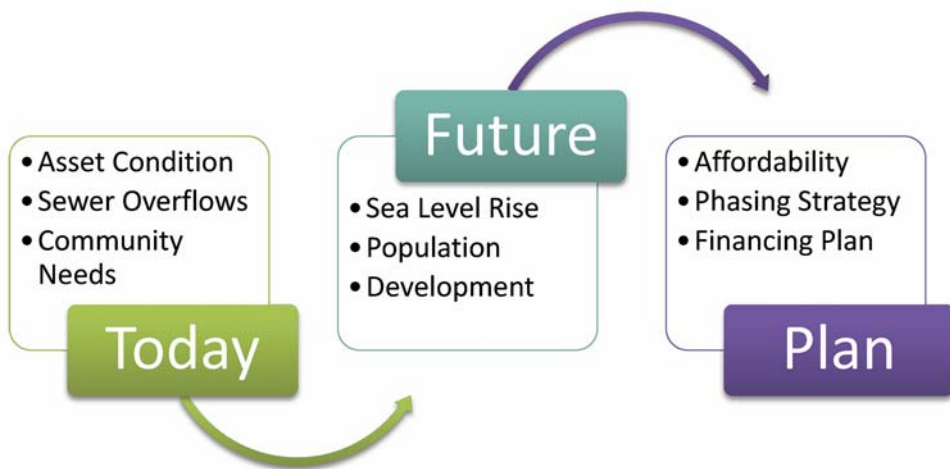 • Asset Condition
• Sewer Overflows
• Community
Needs
Today
Future
• Sea Level Rise
• Population
• Development
• Affordability
• Phasing Strategy
• Financing Plan
Plan